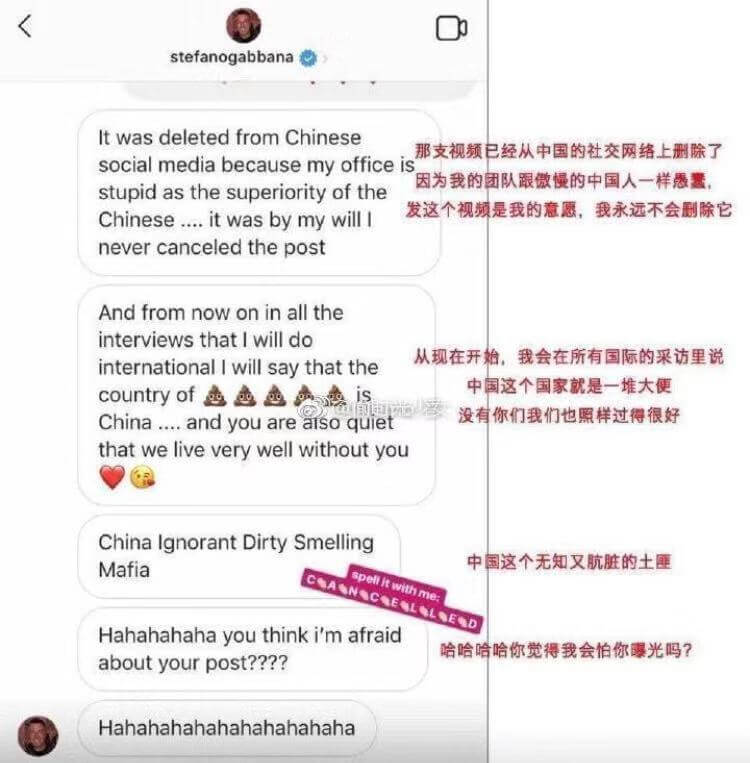 stefanogabbana
It was deleted from Chinese
social media because my office is
stupid as the superiority of the
Chinese .... it was by my will I
never canceled the post
那支视频已经从中国的社交网络上删除了
因为我的团队跟傲慢的中国人一样愚蠢,
发这个视频是我的意愿，我永远不会删除它
And from now on in all the
interviews that I will do
international I will say that the
country of 💩💩💩💩💩 is
China .... and you are also quiet
that we live very well without you
❤️😘
从现在开始，我会在所有国际的采访里说
中国这个国家就是一堆大便
没有你们我们也照样过得很好
China Ignorant Dirty Smelling
Mafia
中国这个无知又肮脏的土匪
spell it with me;
CANCELLED
Hahahahaha you think i'm afraid
about your post????
哈哈哈哈你觉得我会怕你曝光吗?
Hahahahahahahahahahaha